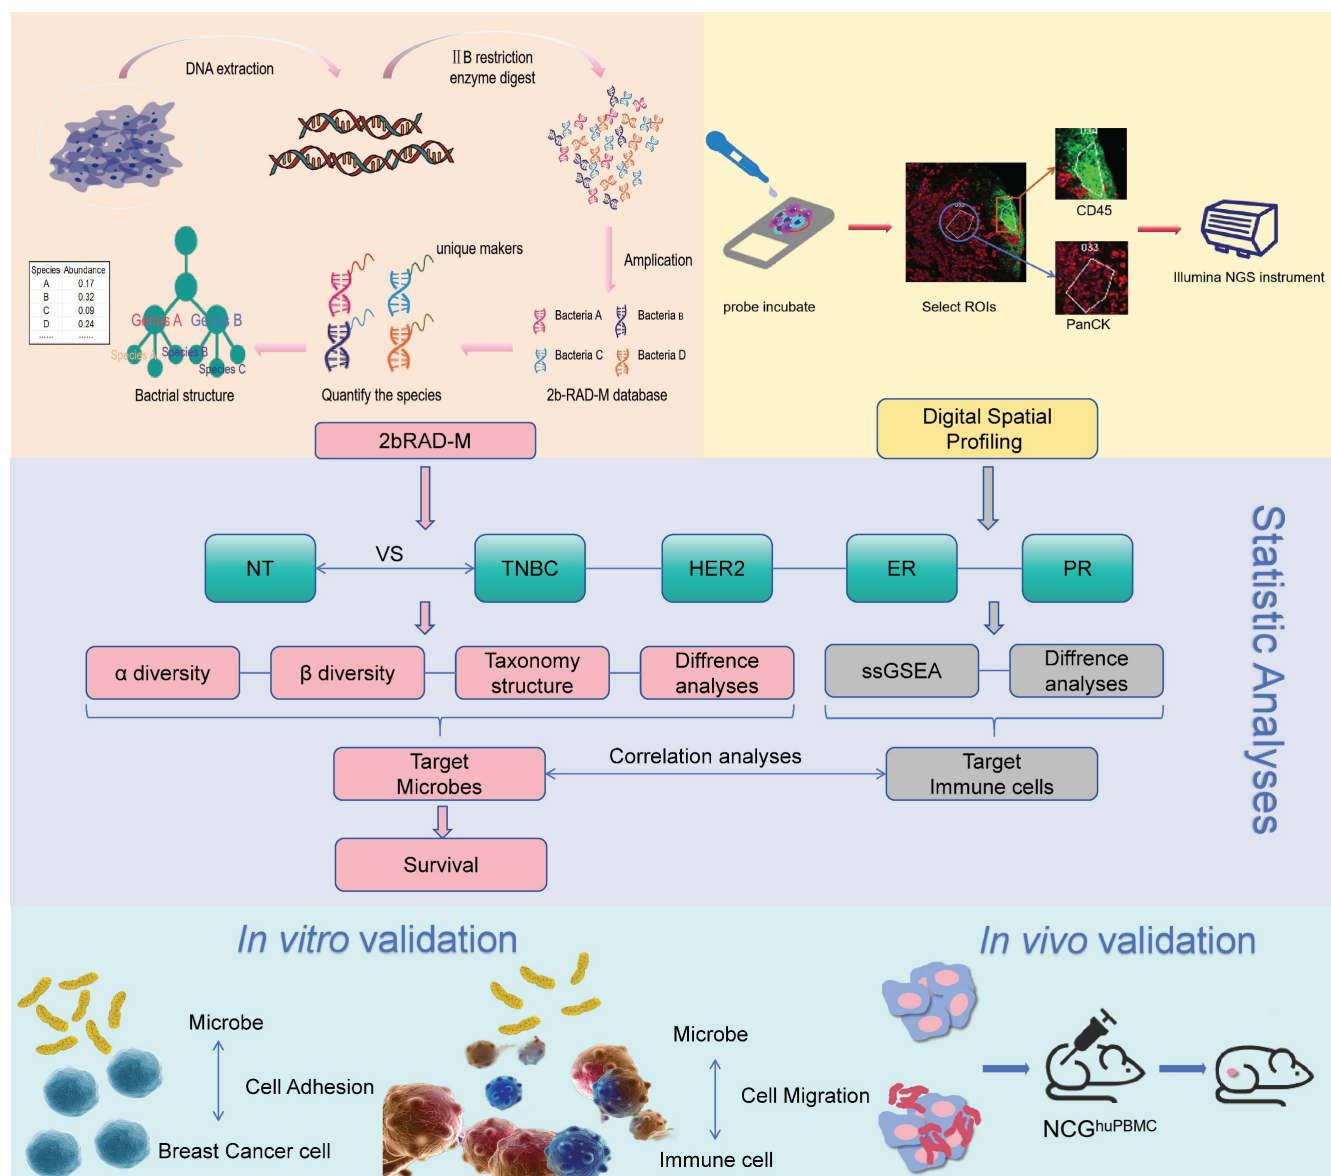 DNA extraction
ⅡB restriction
enzyme digest
unique makers
Amplication
Species Abundance
A 0.17
B 0.32
C 0.09
D 0.24
...... ......
Genus A
Genus B
Species A
Species B
Species C
Bactrial structure
Quantify the species
Bacteria A
Bacteria B
Bacteria C
Bacteria D
2b-RAD-M database
2bRAD-M
probe incubate
033
Select ROIs
034
CD45
033
PanCK
Illumina NGS instrument
Digital Spatial
Profiling
Statistic Analyses
NT
VS
TNBC
HER2
ER
PR
α diversity
β diversity
Taxonomy
structure
Diffrence
analyses
ssGSEA
Diffrence
analyses
Target
Microbes
Correlation analyses
Target
Immune cells
Survival
In vitro validation
Microbe
Cell Adhesion
Breast Cancer cell
Microbe
Cell Migration
Immune cell
In vivo validation
NCGhuPBMC